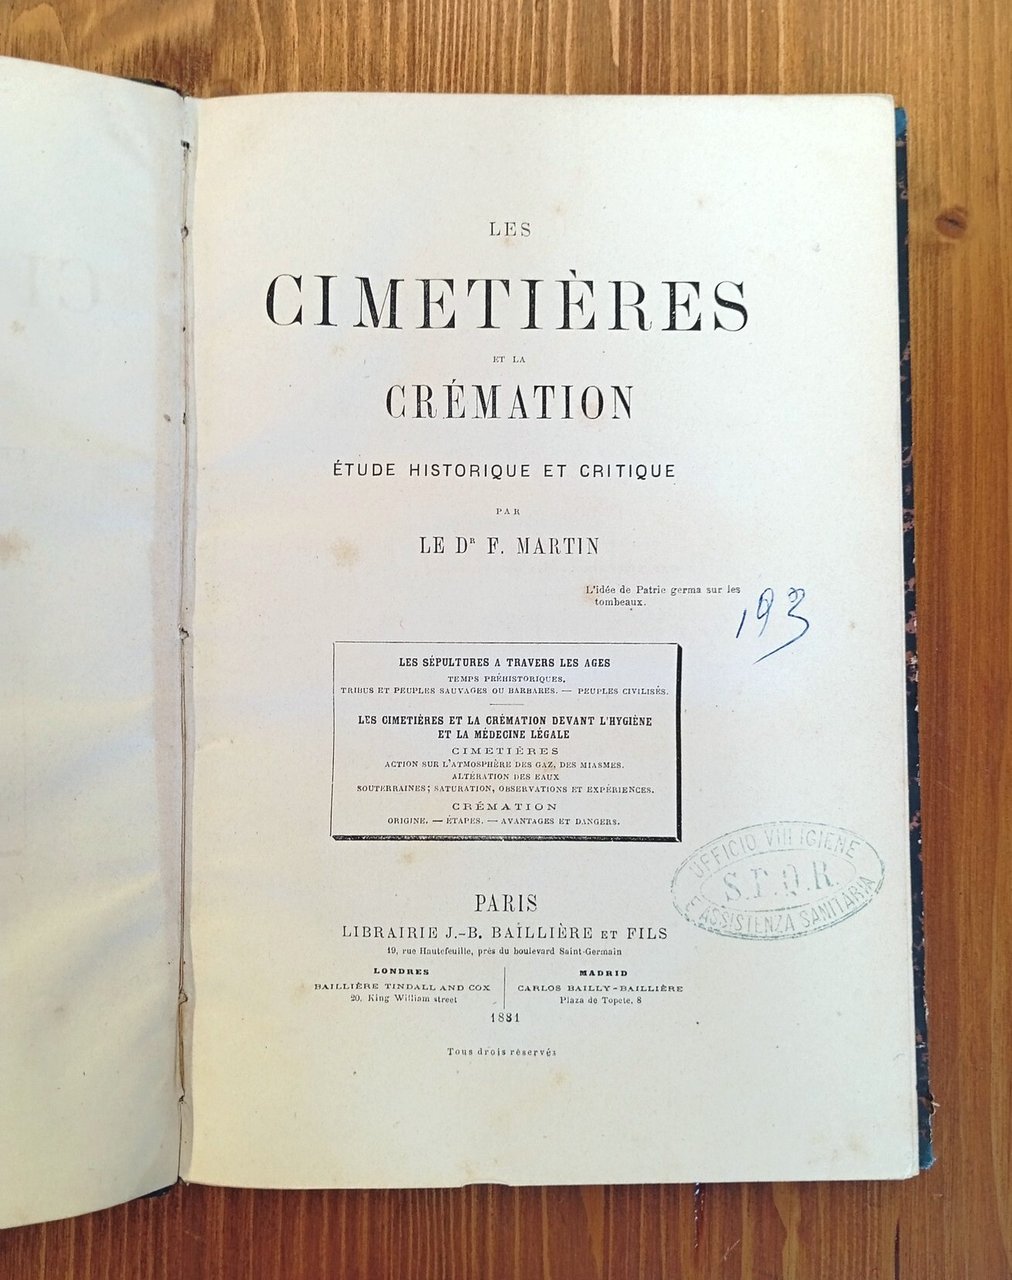 LES
CIMETIÈRES
ET LA
CRÉMATION
ÉTUDE HISTORIQUE ET CRITIQUE
PAR
LE Dʀ F. MARTIN
L'idée de Patrie germa sur les
tombeaux.
193
LES SÉPULTURES A TRAVERS LES AGES
TEMPS PRÉHISTORIQUES.
TRIBUS ET PEUPLES SAUVAGES OU BARBARES. — PEUPLES CIVILISÉS.
LES CIMETIÈRES ET LA CRÉMATION DEVANT L'HYGIÈNE
ET LA MÉDECINE LÉGALE
CIMETIÈRES
ACTION SUR L'ATMOSPHÈRE DES GAZ, DES MIASMES.
ALTÉRATION DES EAUX
SOUTERRAINES; SATURATION, OBSERVATIONS ET EXPÉRIENCES.
CRÉMATION
ORIGINE. — ÉTAPES. — AVANTAGES ET DANGERS.
UFFICIO VIII IGIENE
S.P.Q.R.
E ASSISTENZA SANITARIA
PARIS
LIBRAIRIE J.-B. BAILLIÈRE ET FILS
19, rue Hautefeuille, près du boulevard Saint-Germain
LONDRES
BAILLIÈRE TINDALL AND COX
20, King William street
MADRID
CARLOS BAILLY-BAILLIÈRE
Plaza de Topete, 8
1881
Tous droits réservés